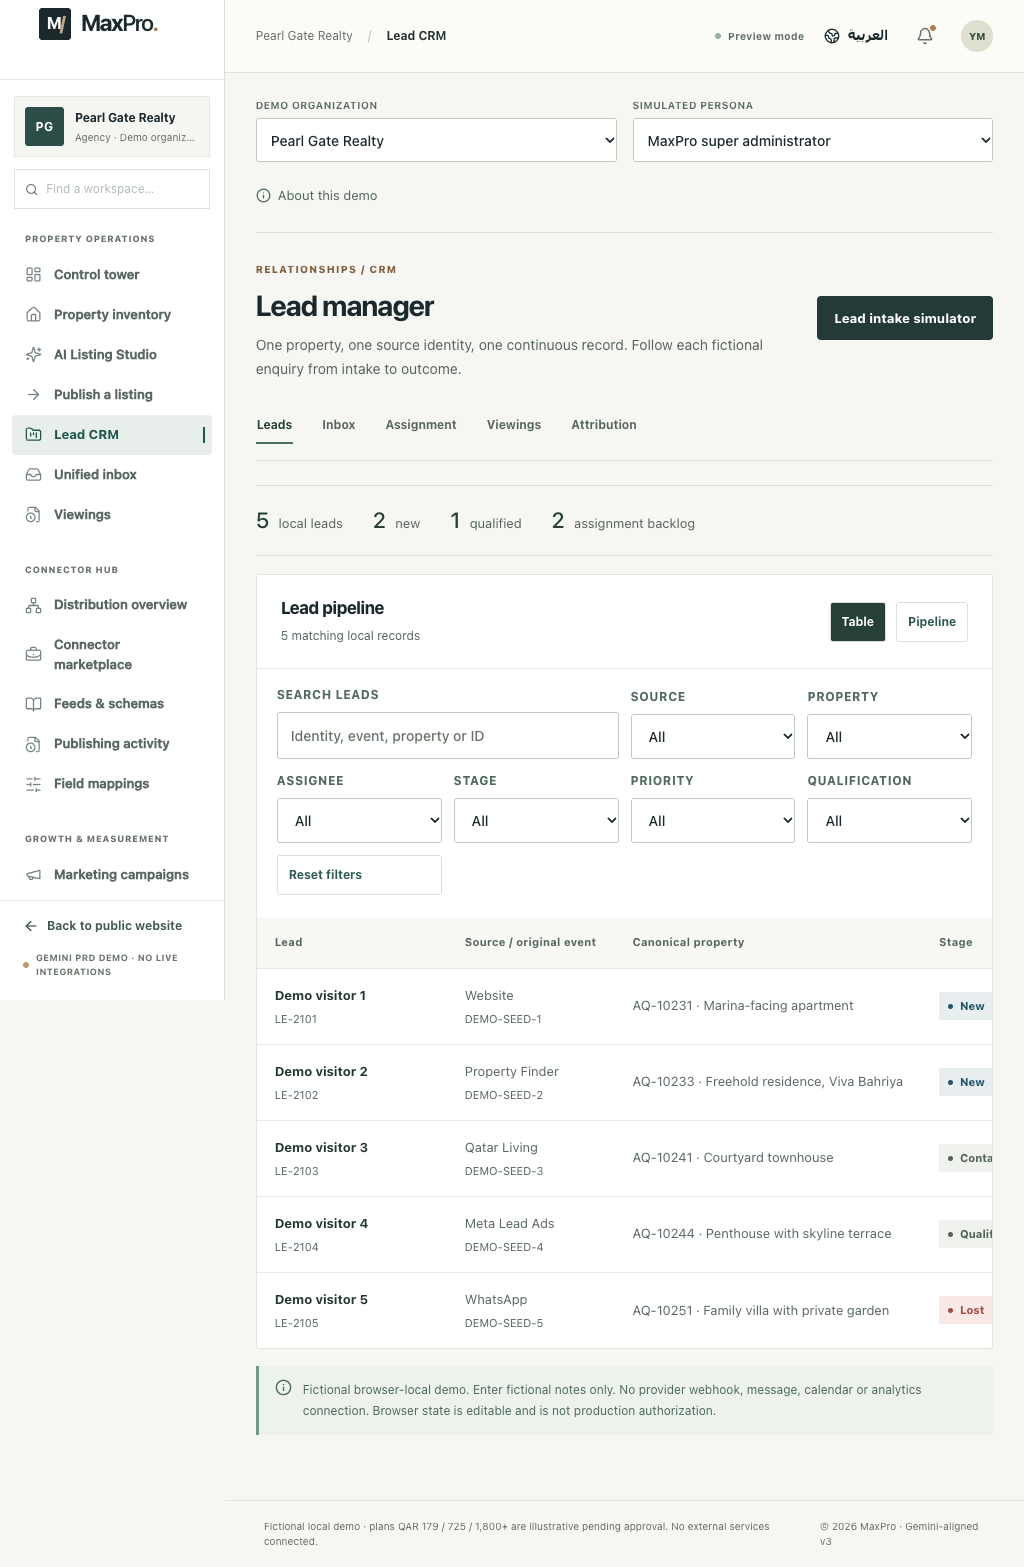 M/ MaxPro.
Pearl Gate Realty / Lead CRM
Preview mode
العربية
YM
PG
Pearl Gate Realty
Agency · Demo organiz...
Find a workspace...
PROPERTY OPERATIONS
Control tower
Property inventory
AI Listing Studio
Publish a listing
Lead CRM
Unified inbox
Viewings
CONNECTOR HUB
Distribution overview
Connector
marketplace
Feeds & schemas
Publishing activity
Field mappings
GROWTH & MEASUREMENT
Marketing campaigns
Back to public website
GEMINI PRD DEMO · NO LIVE
INTEGRATIONS
DEMO ORGANIZATION
Pearl Gate Realty
SIMULATED PERSONA
MaxPro super administrator
About this demo
RELATIONSHIPS / CRM
Lead manager
One property, one source identity, one continuous record. Follow each fictional
enquiry from intake to outcome.
Lead intake simulator
Leads Inbox Assignment Viewings Attribution
5 local leads 2 new 1 qualified 2 assignment backlog
Lead pipeline
5 matching local records
Table Pipeline
SEARCH LEADS
Identity, event, property or ID
SOURCE
All
PROPERTY
All
ASSIGNEE
All
STAGE
All
PRIORITY
All
QUALIFICATION
All
Reset filters
Lead Source / original event Canonical property Stage
Demo visitor 1
LE-2101
Website
DEMO-SEED-1
AQ-10231 · Marina-facing apartment
New
Demo visitor 2
LE-2102
Property Finder
DEMO-SEED-2
AQ-10233 · Freehold residence, Viva Bahriya
New
Demo visitor 3
LE-2103
Qatar Living
DEMO-SEED-3
AQ-10241 · Courtyard townhouse
Conta
Demo visitor 4
LE-2104
Meta Lead Ads
DEMO-SEED-4
AQ-10244 · Penthouse with skyline terrace
Qualif
Demo visitor 5
LE-2105
WhatsApp
DEMO-SEED-5
AQ-10251 · Family villa with private garden
Lost
Fictional browser-local demo. Enter fictional notes only. No provider webhook, message, calendar or analytics
connection. Browser state is editable and is not production authorization.
Fictional local demo · plans QAR 179 / 725 / 1,800+ are illustrative pending approval. No external services
connected.
© 2026 MaxPro · Gemini-aligned
v3